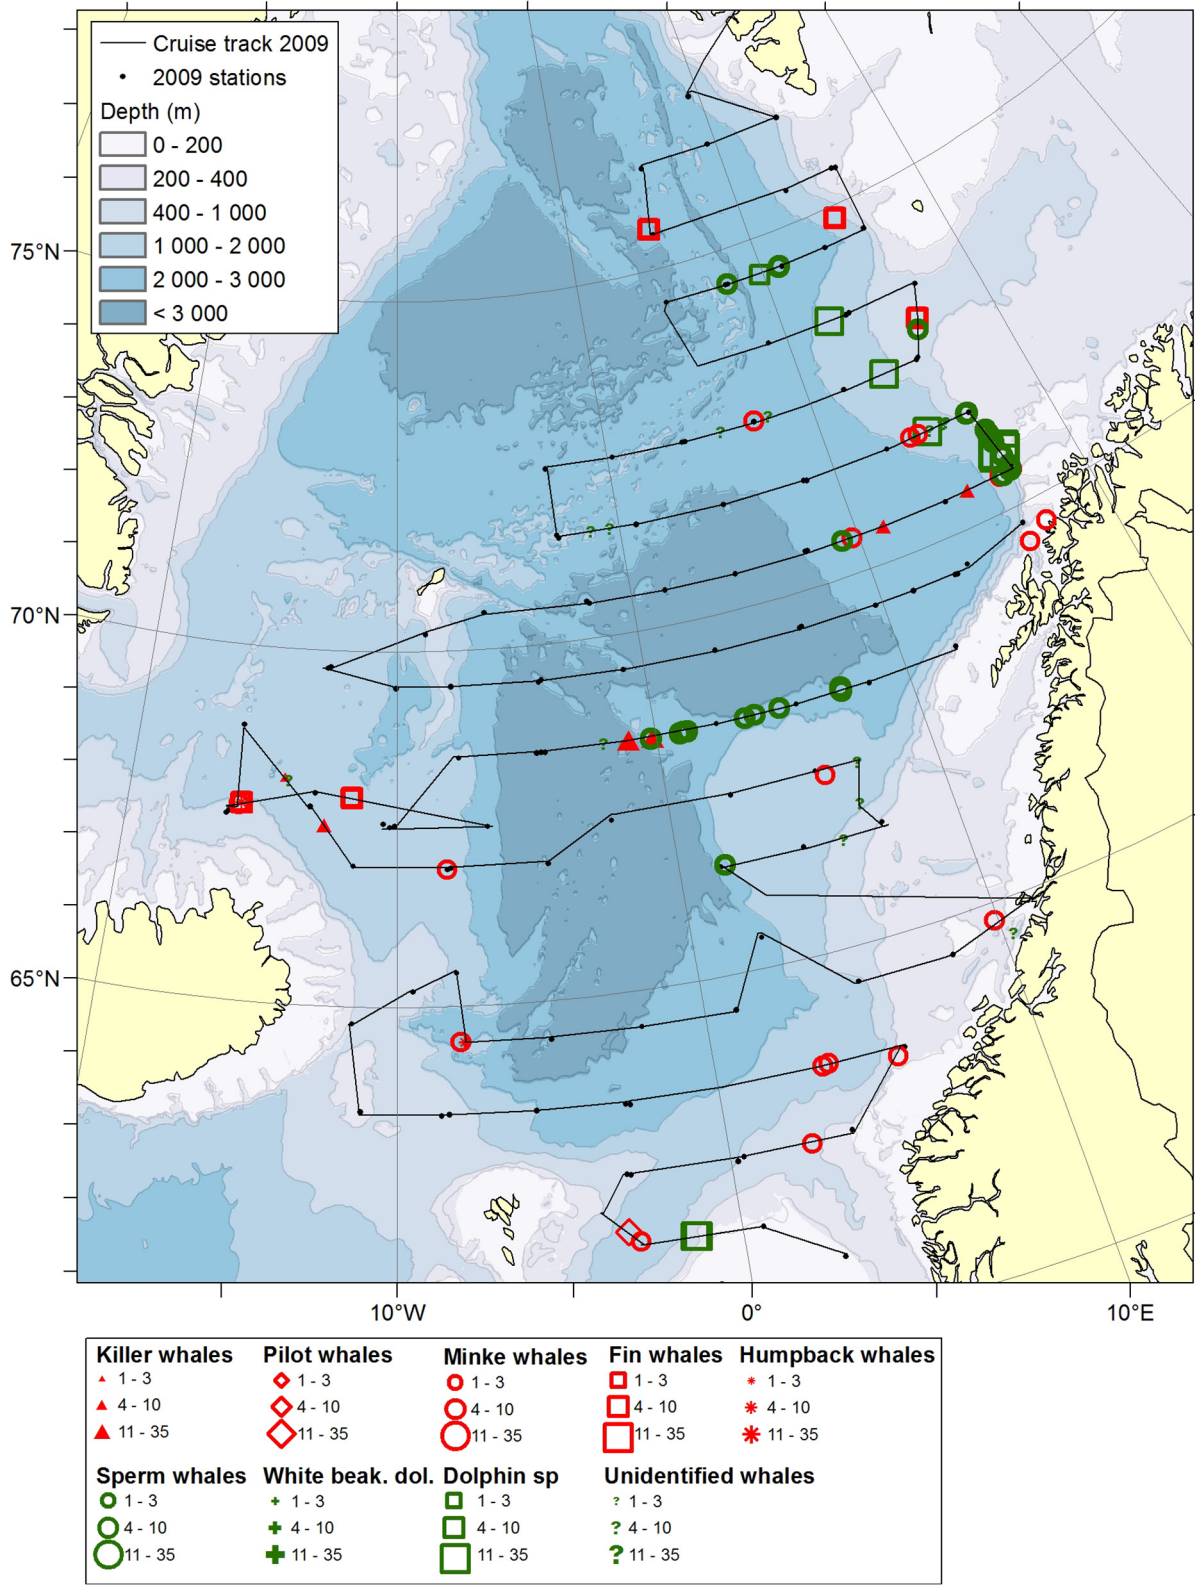 Cruise track 2009
2009 stations
Depth (m)
0 - 200
200 - 400
400 - 1 000
1 000 - 2 000
2 000 - 3 000
< 3 000
75°N
70°N
65°N
10°W 0° 10°E
Killer whales Pilot whales Minke whales Fin whales Humpback whales
1 - 3 1 - 3 1 - 3 1 - 3 1 - 3
4 - 10 4 - 10 4 - 10 4 - 10 4 - 10
11 - 35 11 - 35 11 - 35 11 - 35 11 - 35
Sperm whales White beak. dol. Dolphin sp Unidentified whales
1 - 3 1 - 3 1 - 3 ? 1 - 3
4 - 10 4 - 10 4 - 10 ? 4 - 10
11 - 35 11 - 35 11 - 35 ? 11 - 35